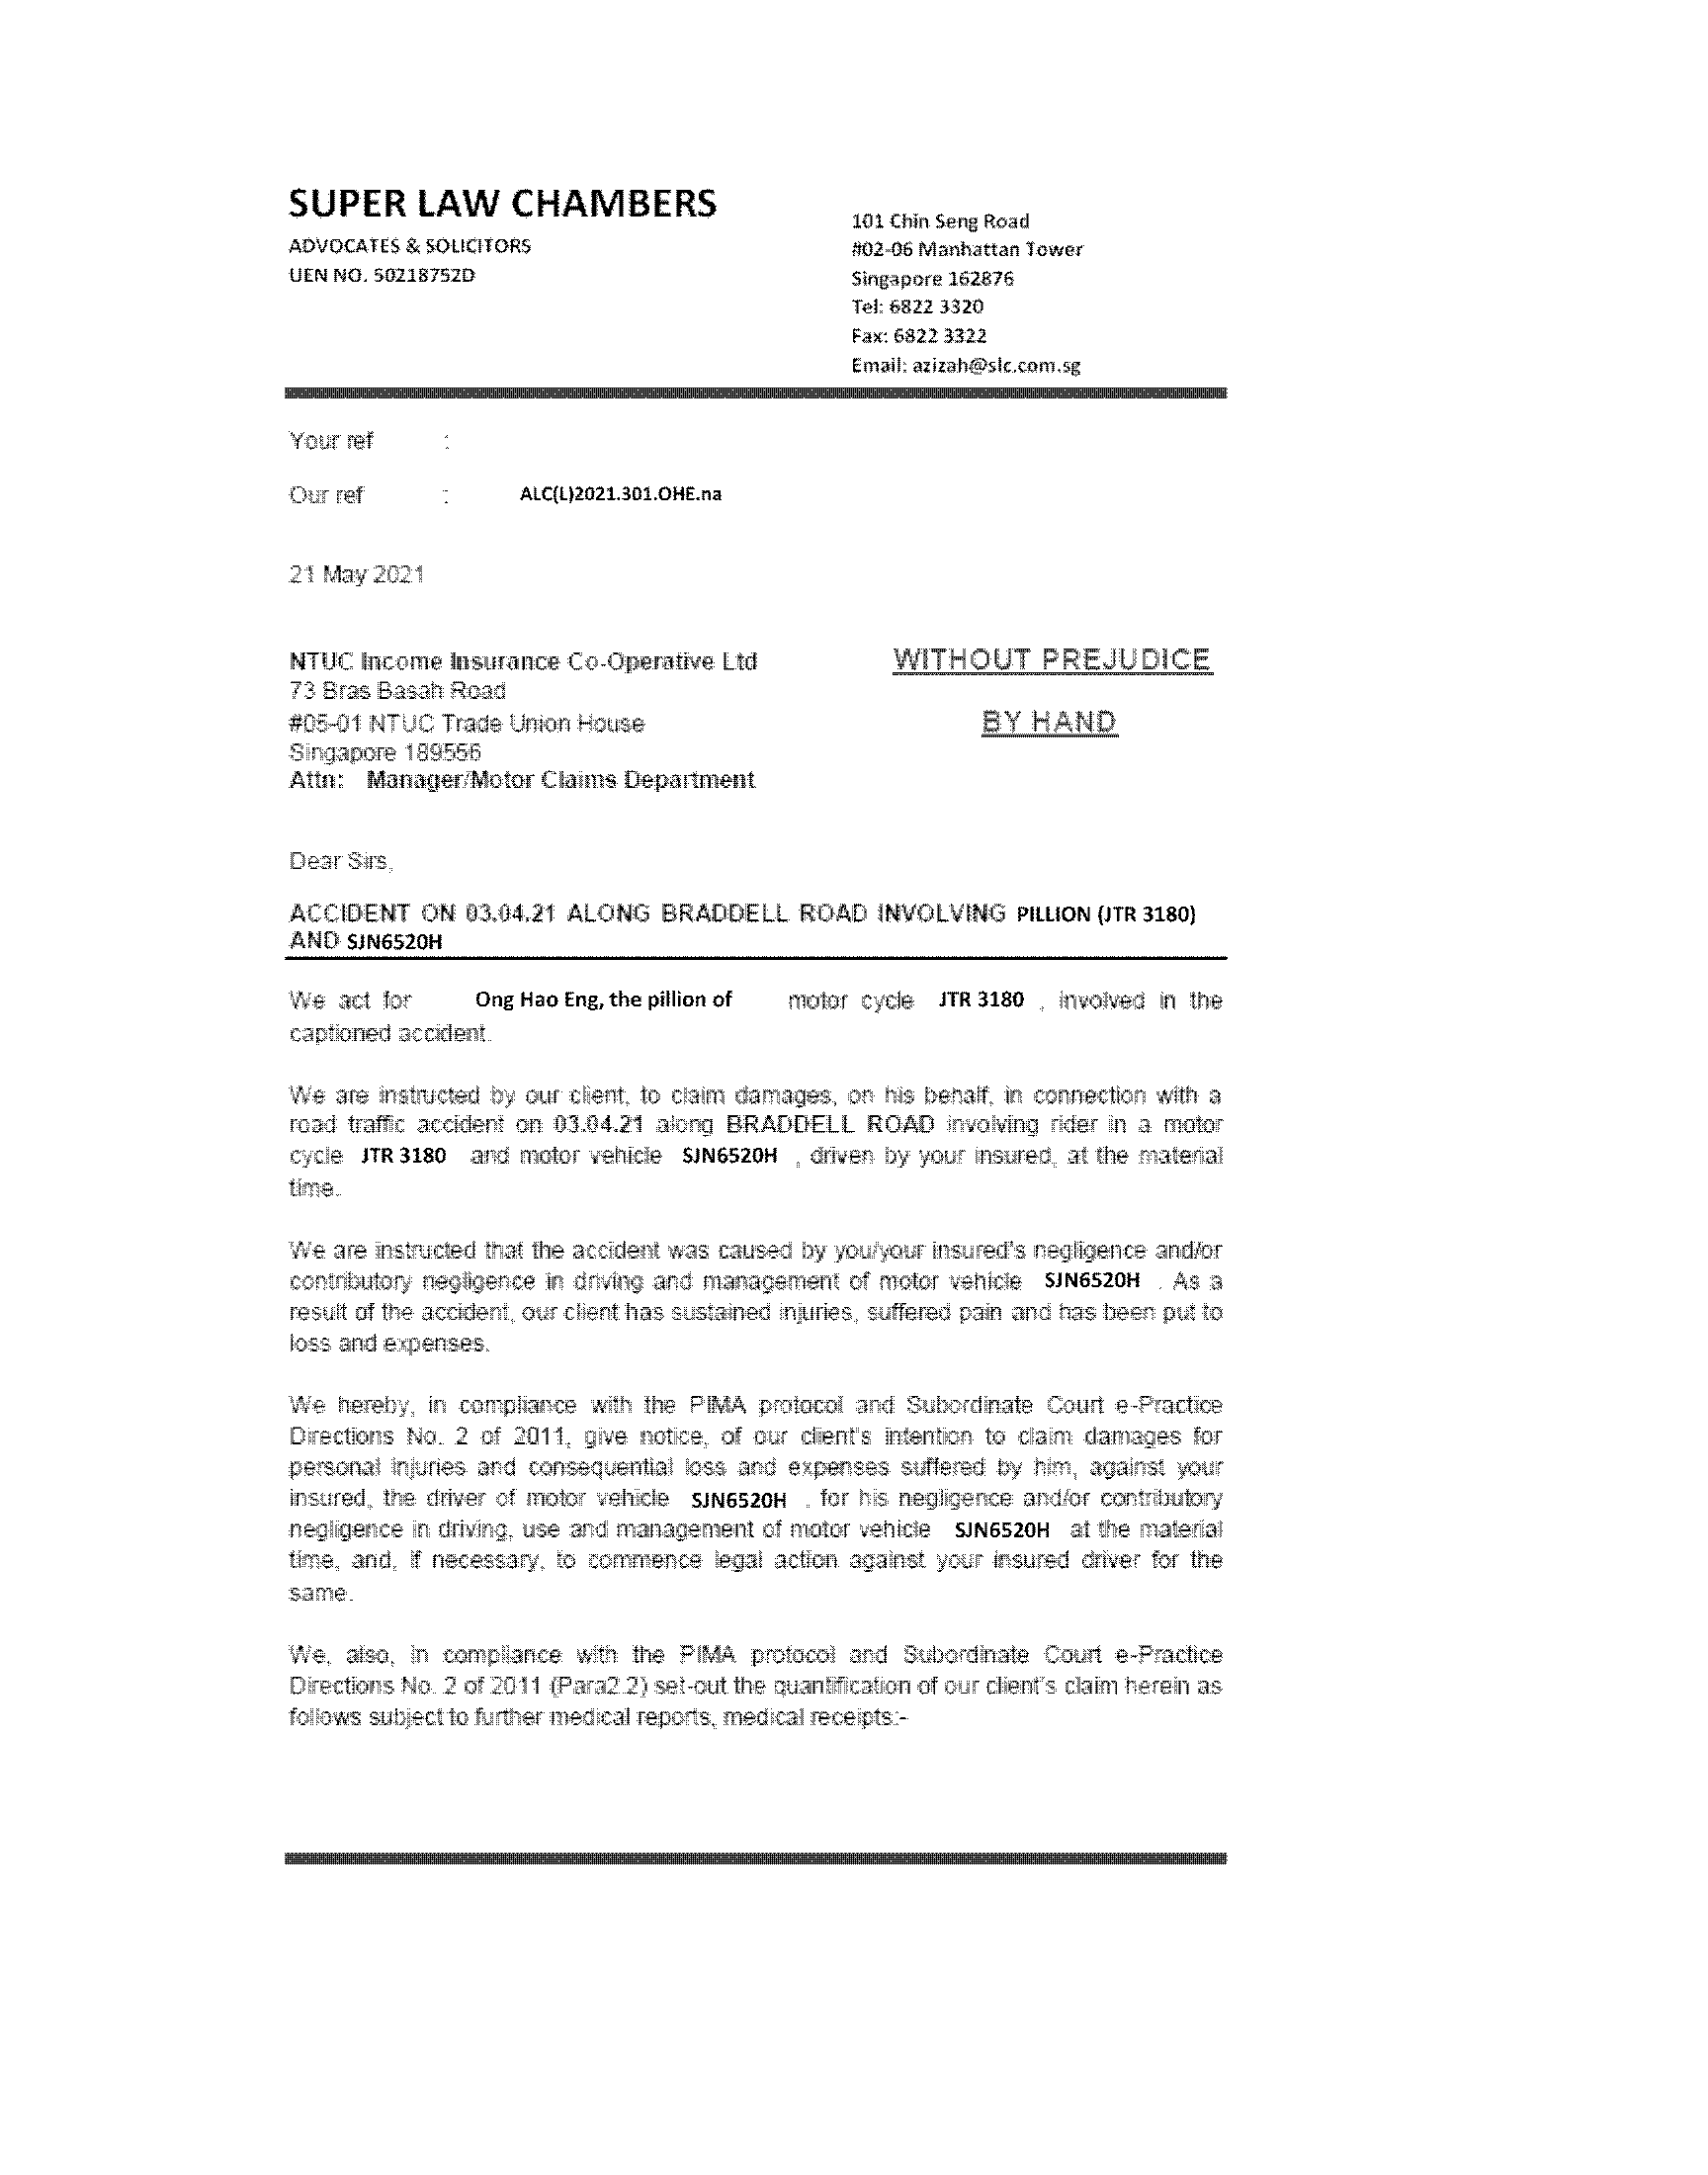 SUPER LAW CHAMBERS
ADVOCATES & SOLICITORS
UEN NO. 50218752D
101 Chin Seng Road
#02-06 Manhattan Tower
Singapore 162876
Tel: 6822 3320
Fax: 6822 3322
Email: azizah@slc.com.sg
Your ref :
Our ref : ALC(L)2021.301.OHE.na
21 May 2021
NTUC Income Insurance Co-Operative Ltd
73 Bras Basah Road
#05-01 NTUC Trade Union House
Singapore 189556
Attn: Manager/Motor Claims Department
WITHOUT PREJUDICE
BY HAND
Dear Sirs,
ACCIDENT ON 03.04.21 ALONG BRADDELL ROAD INVOLVING PILLION (JTR 3180)
AND SJN6520H
We act for Ong Hao Eng, the pillion of motor cycle JTR 3180 , involved in the
captioned accident.
We are instructed by our client, to claim damages, on his behalf, in connection with a
road traffic accident on 03.04.21 along BRADDELL ROAD involving rider in a motor
cycle JTR 3180 and motor vehicle SJN6520H , driven by your insured, at the material
time.
We are instructed that the accident was caused by you/your insured's negligence and/or
contributory negligence in driving and management of motor vehicle SJN6520H . As a
result of the accident, our client has sustained injuries, suffered pain and has been put to
loss and expenses.
We hereby, in compliance with the PIMA protocol and Subordinate Court e-Practice
Directions No. 2 of 2011, give notice, of our client's intention to claim damages for
personal injuries and consequential loss and expenses suffered by him, against your
insured, the driver of motor vehicle SJN6520H , for his negligence and/or contributory
negligence in driving, use and management of motor vehicle SJN6520H at the material
time, and, if necessary, to commence legal action against your insured driver for the
same.
We, also, in compliance with the PIMA protocol and Subordinate Court e-Practice
Directions No. 2 of 2011 (Para2.2) set-out the quantification of our client's claim herein as
follows subject to further medical reports, medical receipts:-